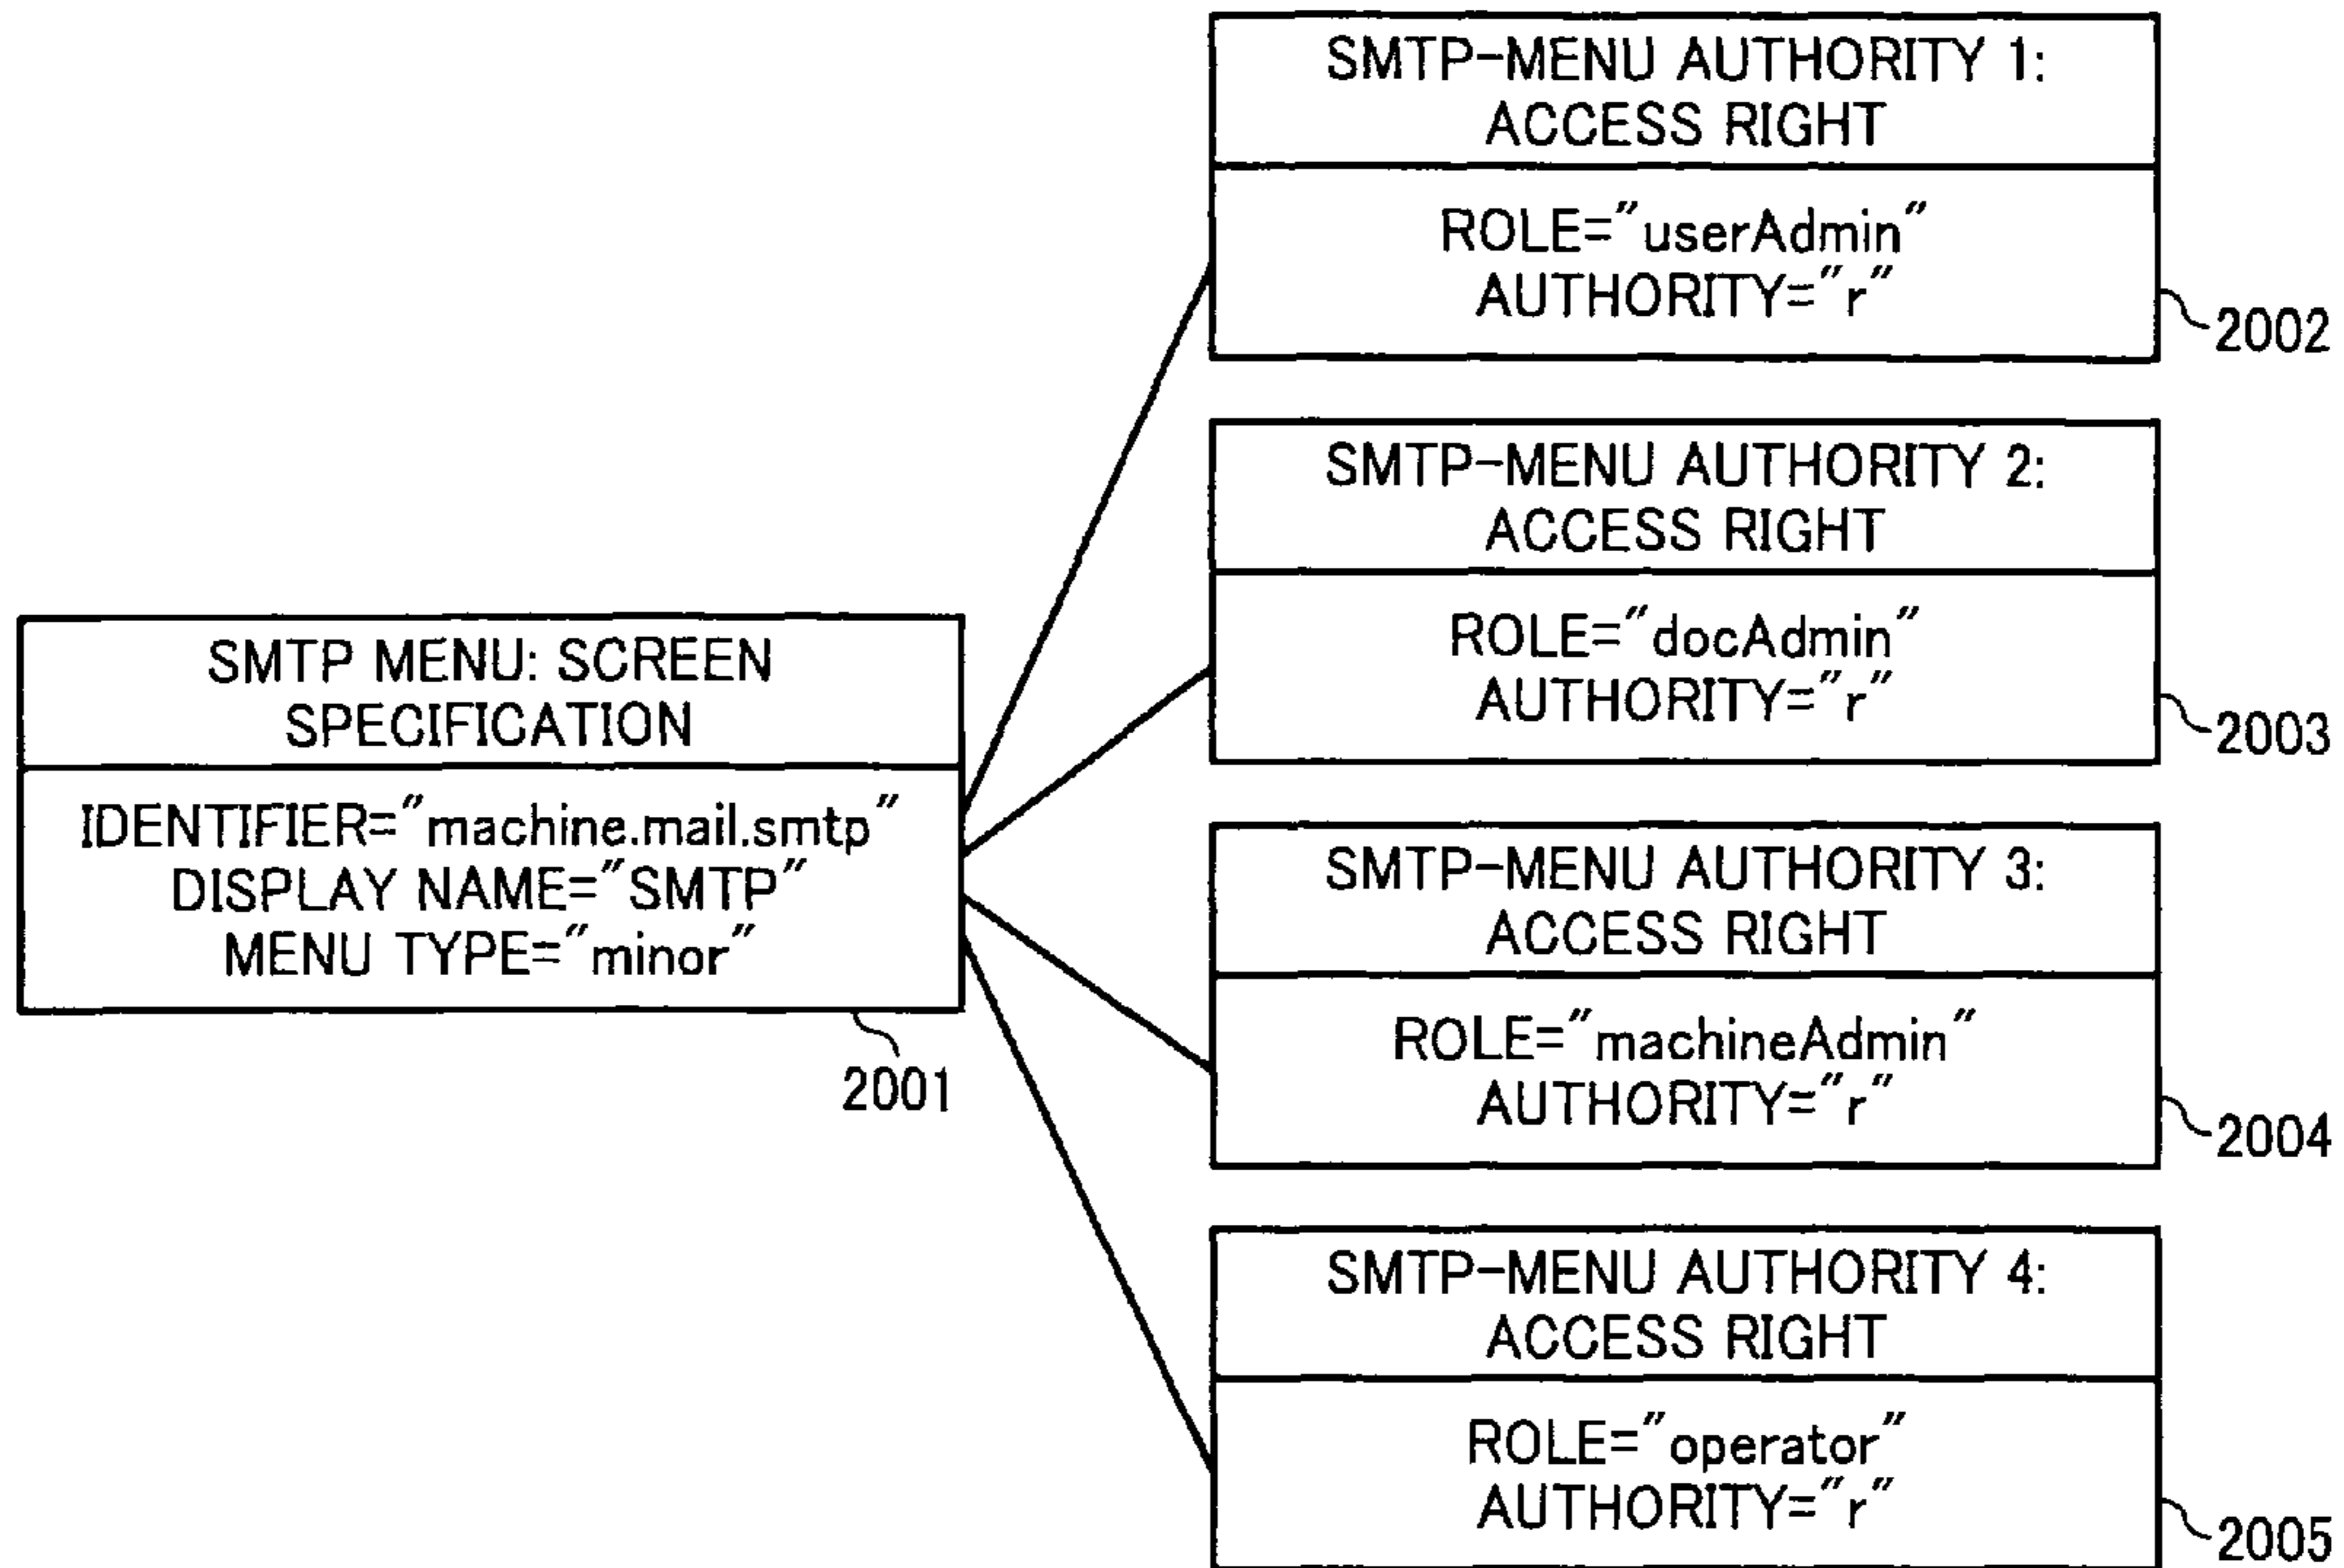 SMTP MENU: SCREEN
SPECIFICATION
IDENTIFIER="machine.mail.smtp"
DISPLAY NAME="SMTP"
MENU TYPE="minor"
2001
SMTP-MENU AUTHORITY 1:
ACCESS RIGHT
ROLE="userAdmin"
AUTHORITY="r"
2002
SMTP-MENU AUTHORITY 2:
ACCESS RIGHT
ROLE="docAdmin"
AUTHORITY="r"
2003
SMTP-MENU AUTHORITY 3:
ACCESS RIGHT
ROLE="machineAdmin"
AUTHORITY="r"
2004
SMTP-MENU AUTHORITY 4:
ACCESS RIGHT
ROLE="operator"
AUTHORITY="r"
2005